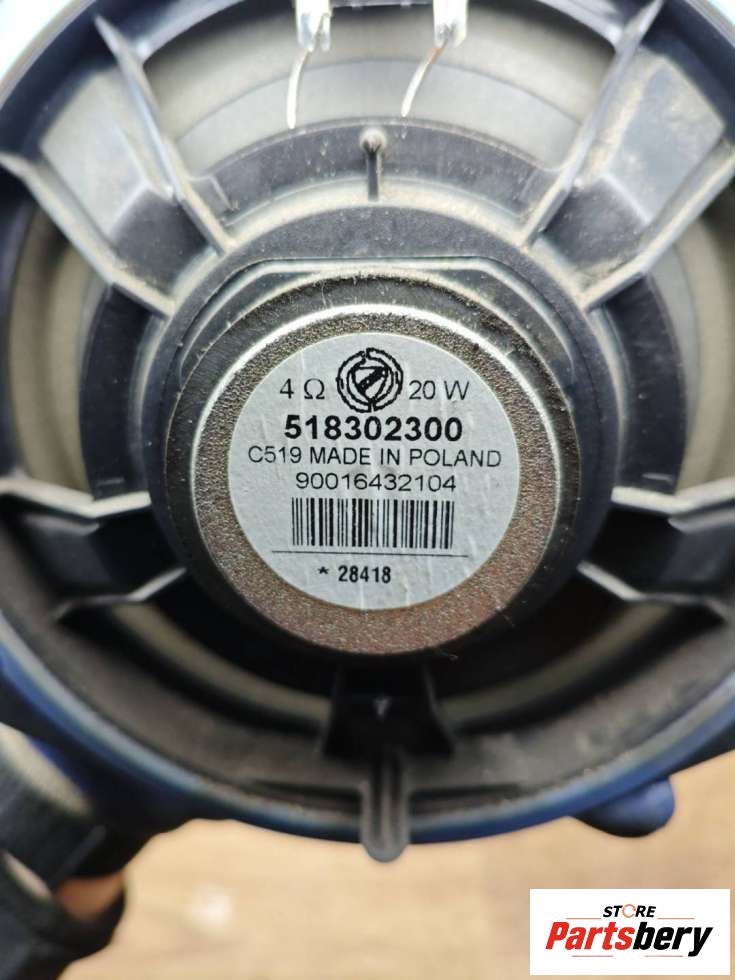 4 Ω 20 W
518302300
C519 MADE IN POLAND
90016432104
* 28418
STORE
Partsbery